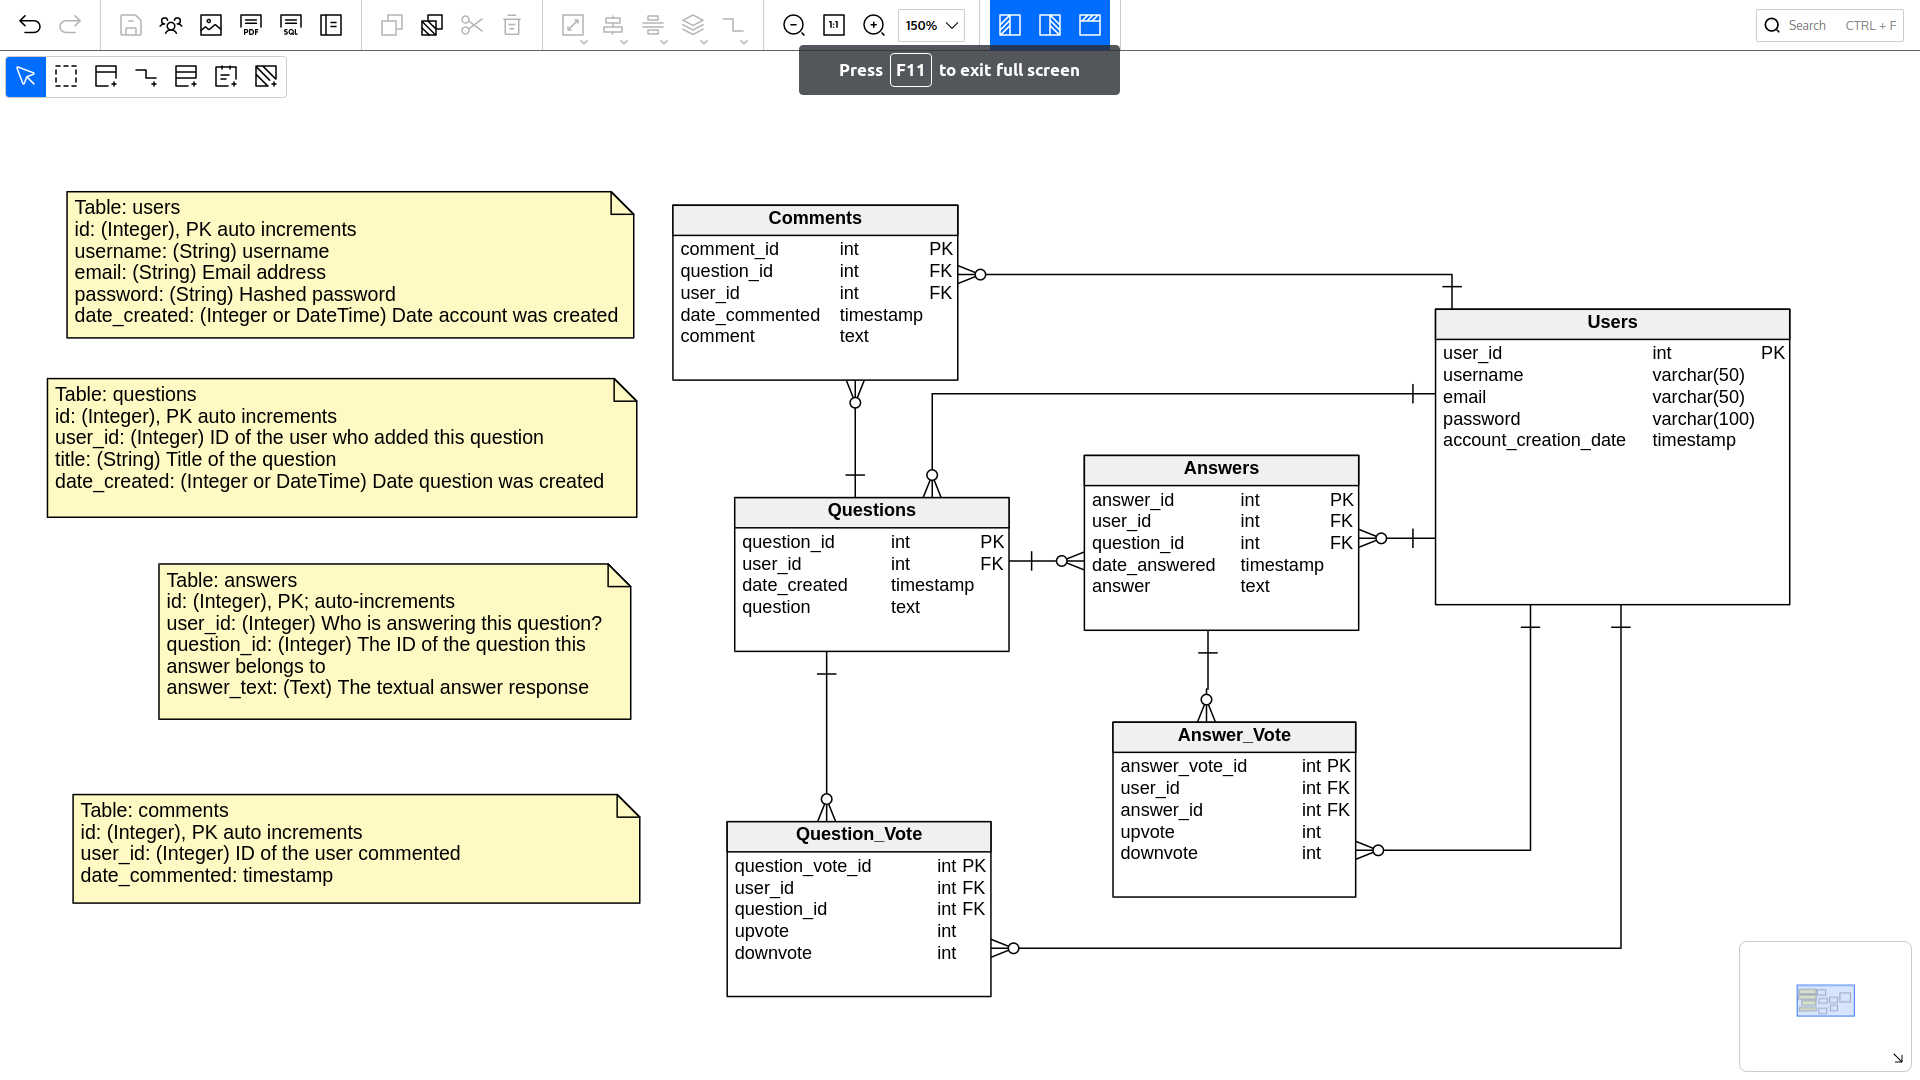 PDF
SQL
1:1
150%
Search CTRL + F
Press F11 to exit full screen
Table: users
id: (Integer), PK auto increments
username: (String) username
email: (String) Email address
password: (String) Hashed password
date_created: (Integer or DateTime) Date account was created
Table: questions
id: (Integer), PK auto increments
user_id: (Integer) ID of the user who added this question
title: (String) Title of the question
date_created: (Integer or DateTime) Date question was created
Table: answers
id: (Integer), PK; auto-increments
user_id: (Integer) Who is answering this question?
question_id: (Integer) The ID of the question this
answer belongs to
answer_text: (Text) The textual answer response
Table: comments
id: (Integer), PK auto increments
user_id: (Integer) ID of the user commented
date_commented: timestamp
Comments
comment_id int PK
question_id int FK
user_id int FK
date_commented timestamp
comment text
Users
user_id int PK
username varchar(50)
email varchar(50)
password varchar(100)
account_creation_date timestamp
Answers
answer_id int PK
user_id int FK
question_id int FK
date_answered timestamp
answer text
Questions
question_id int PK
user_id int FK
date_created timestamp
question text
Answer_Vote
answer_vote_id int PK
user_id int FK
answer_id int FK
upvote int
downvote int
Question_Vote
question_vote_id int PK
user_id int FK
question_id int FK
upvote int
downvote int